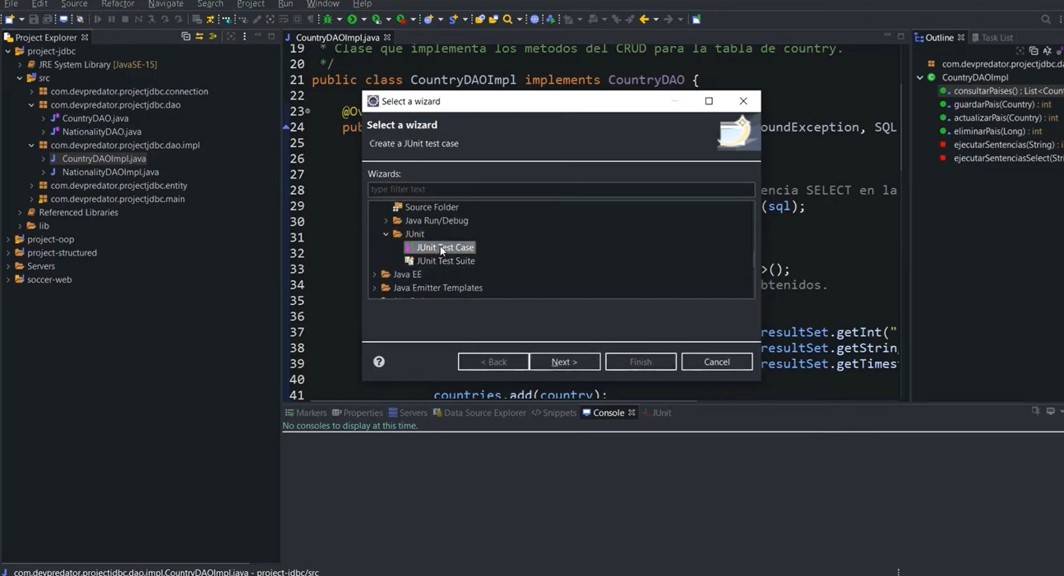 File Edit Source Refactor Navigate Search Project Run Window Help
Project Explorer
project-jdbc
JRE System Library [JavaSE-15]
src
com.devpredator.projectjdbc.connection
com.devpredator.projectjdbc.dao
CountryDAO.java
NationalityDAO.java
com.devpredator.projectjdbc.dao.impl
CountryDAOImpl.java
NationalityDAOImpl.java
com.devpredator.projectjdbc.entity
com.devpredator.projectjdbc.main
Referenced Libraries
lib
project-oop
project-structured
Servers
soccer-web
CountryDAOImpl.java
19 * Clase que implementa los metodos del CRUD para la tabla de country.
20 */
21 public class CountryDAOImpl implements CountryDAO {
22
23 @Ov
24 pub oundException, SQL
25
26
27
28 encia SELECT en la
29 (sql);
30
31
32
33 >();
34 obtenidos.
35
36
37 resultSet.getInt("
38 resultSet.getStrin
39 resultSet.getTimes
40
41 countries.add(country);
Select a wizard
Select a wizard
Create a JUnit test case
Wizards:
type filter text
Source Folder
Java Run/Debug
JUnit
JUnit Test Case
JUnit Test Suite
Java EE
Java Emitter Templates
?
< Back
Next >
Finish
Cancel
Outline
Task List
com.devpredator.projectjdbc.da
CountryDAOImpl
consultarPaises() : List<Count
guardarPais(Country) : int
actualizarPais(Country) : int
eliminarPais(Long) : int
ejecutarSentencias(String) : i
ejecutarSentenciasSelect(St
Markers Properties Servers Data Source Explorer Snippets Console JUnit
No consoles to display at this time.
com.devpredator.projectjdbc.dao.impl.CountryDAOImpl.java - project-jdbc/src